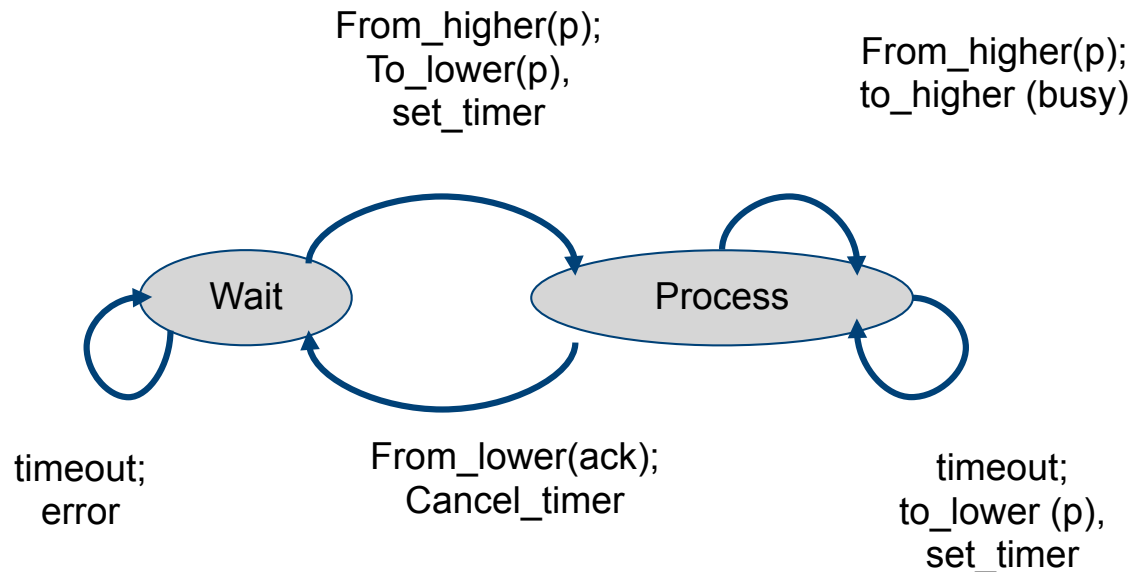 From_higher(p);
To_lower(p),
set_timer
From_higher(p);
to_higher (busy)
Wait
Process
timeout;
error
From_lower(ack);
Cancel_timer
timeout;
to_lower (p),
set_timer